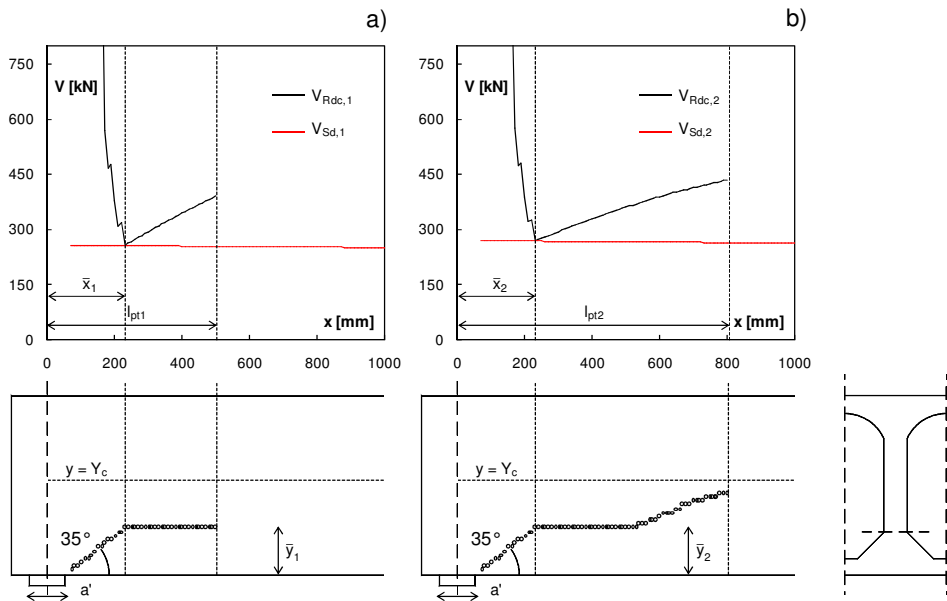 a)
750
600
450
300
150
0
V [kN]
V_Rdc,1
V_Sd,1
x̄_1
l_pt1
x [mm]
0 200 400 600 800 1000
y = Y_c
35°
ȳ_1
a'
b)
750
600
450
300
150
0
V [kN]
V_Rdc,2
V_Sd,2
x̄_2
l_pt2
x [mm]
0 200 400 600 800 1000
y = Y_c
35°
ȳ_2
a'